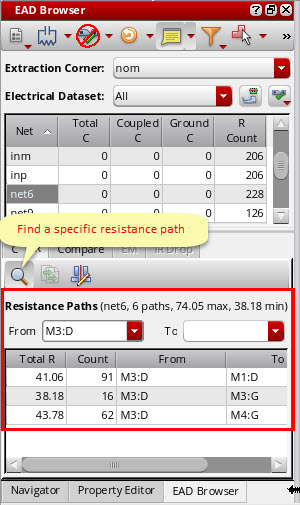 EAD Browser
Extraction Corner: nom
Electrical Dataset: All
Net Total C Coupled C Ground C R Count
inm 0 0 0 206
inp 0 0 0 206
net6 0 0 0 228
net9 0 0 0 126
Find a specific resistance path
Compare EM IR Drop
Resistance Paths (net6, 6 paths, 74.05 max, 38.18 min)
From M3:D To
Total R Count From To
41.06 91 M3:D M1:D
38.18 16 M3:D M3:G
43.78 62 M3:D M4:G
Navigator Property Editor EAD Browser